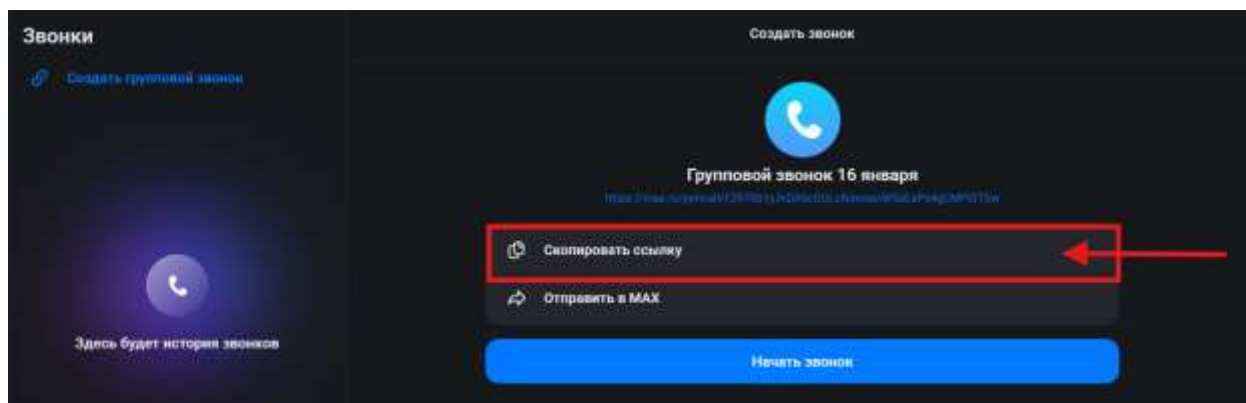 Звонки
Создать групповой звонок
Здесь будет история звонков
Создать звонок
Групповой звонок 16 января
Скопировать ссылку
Отправить в MAX
Начать звонок